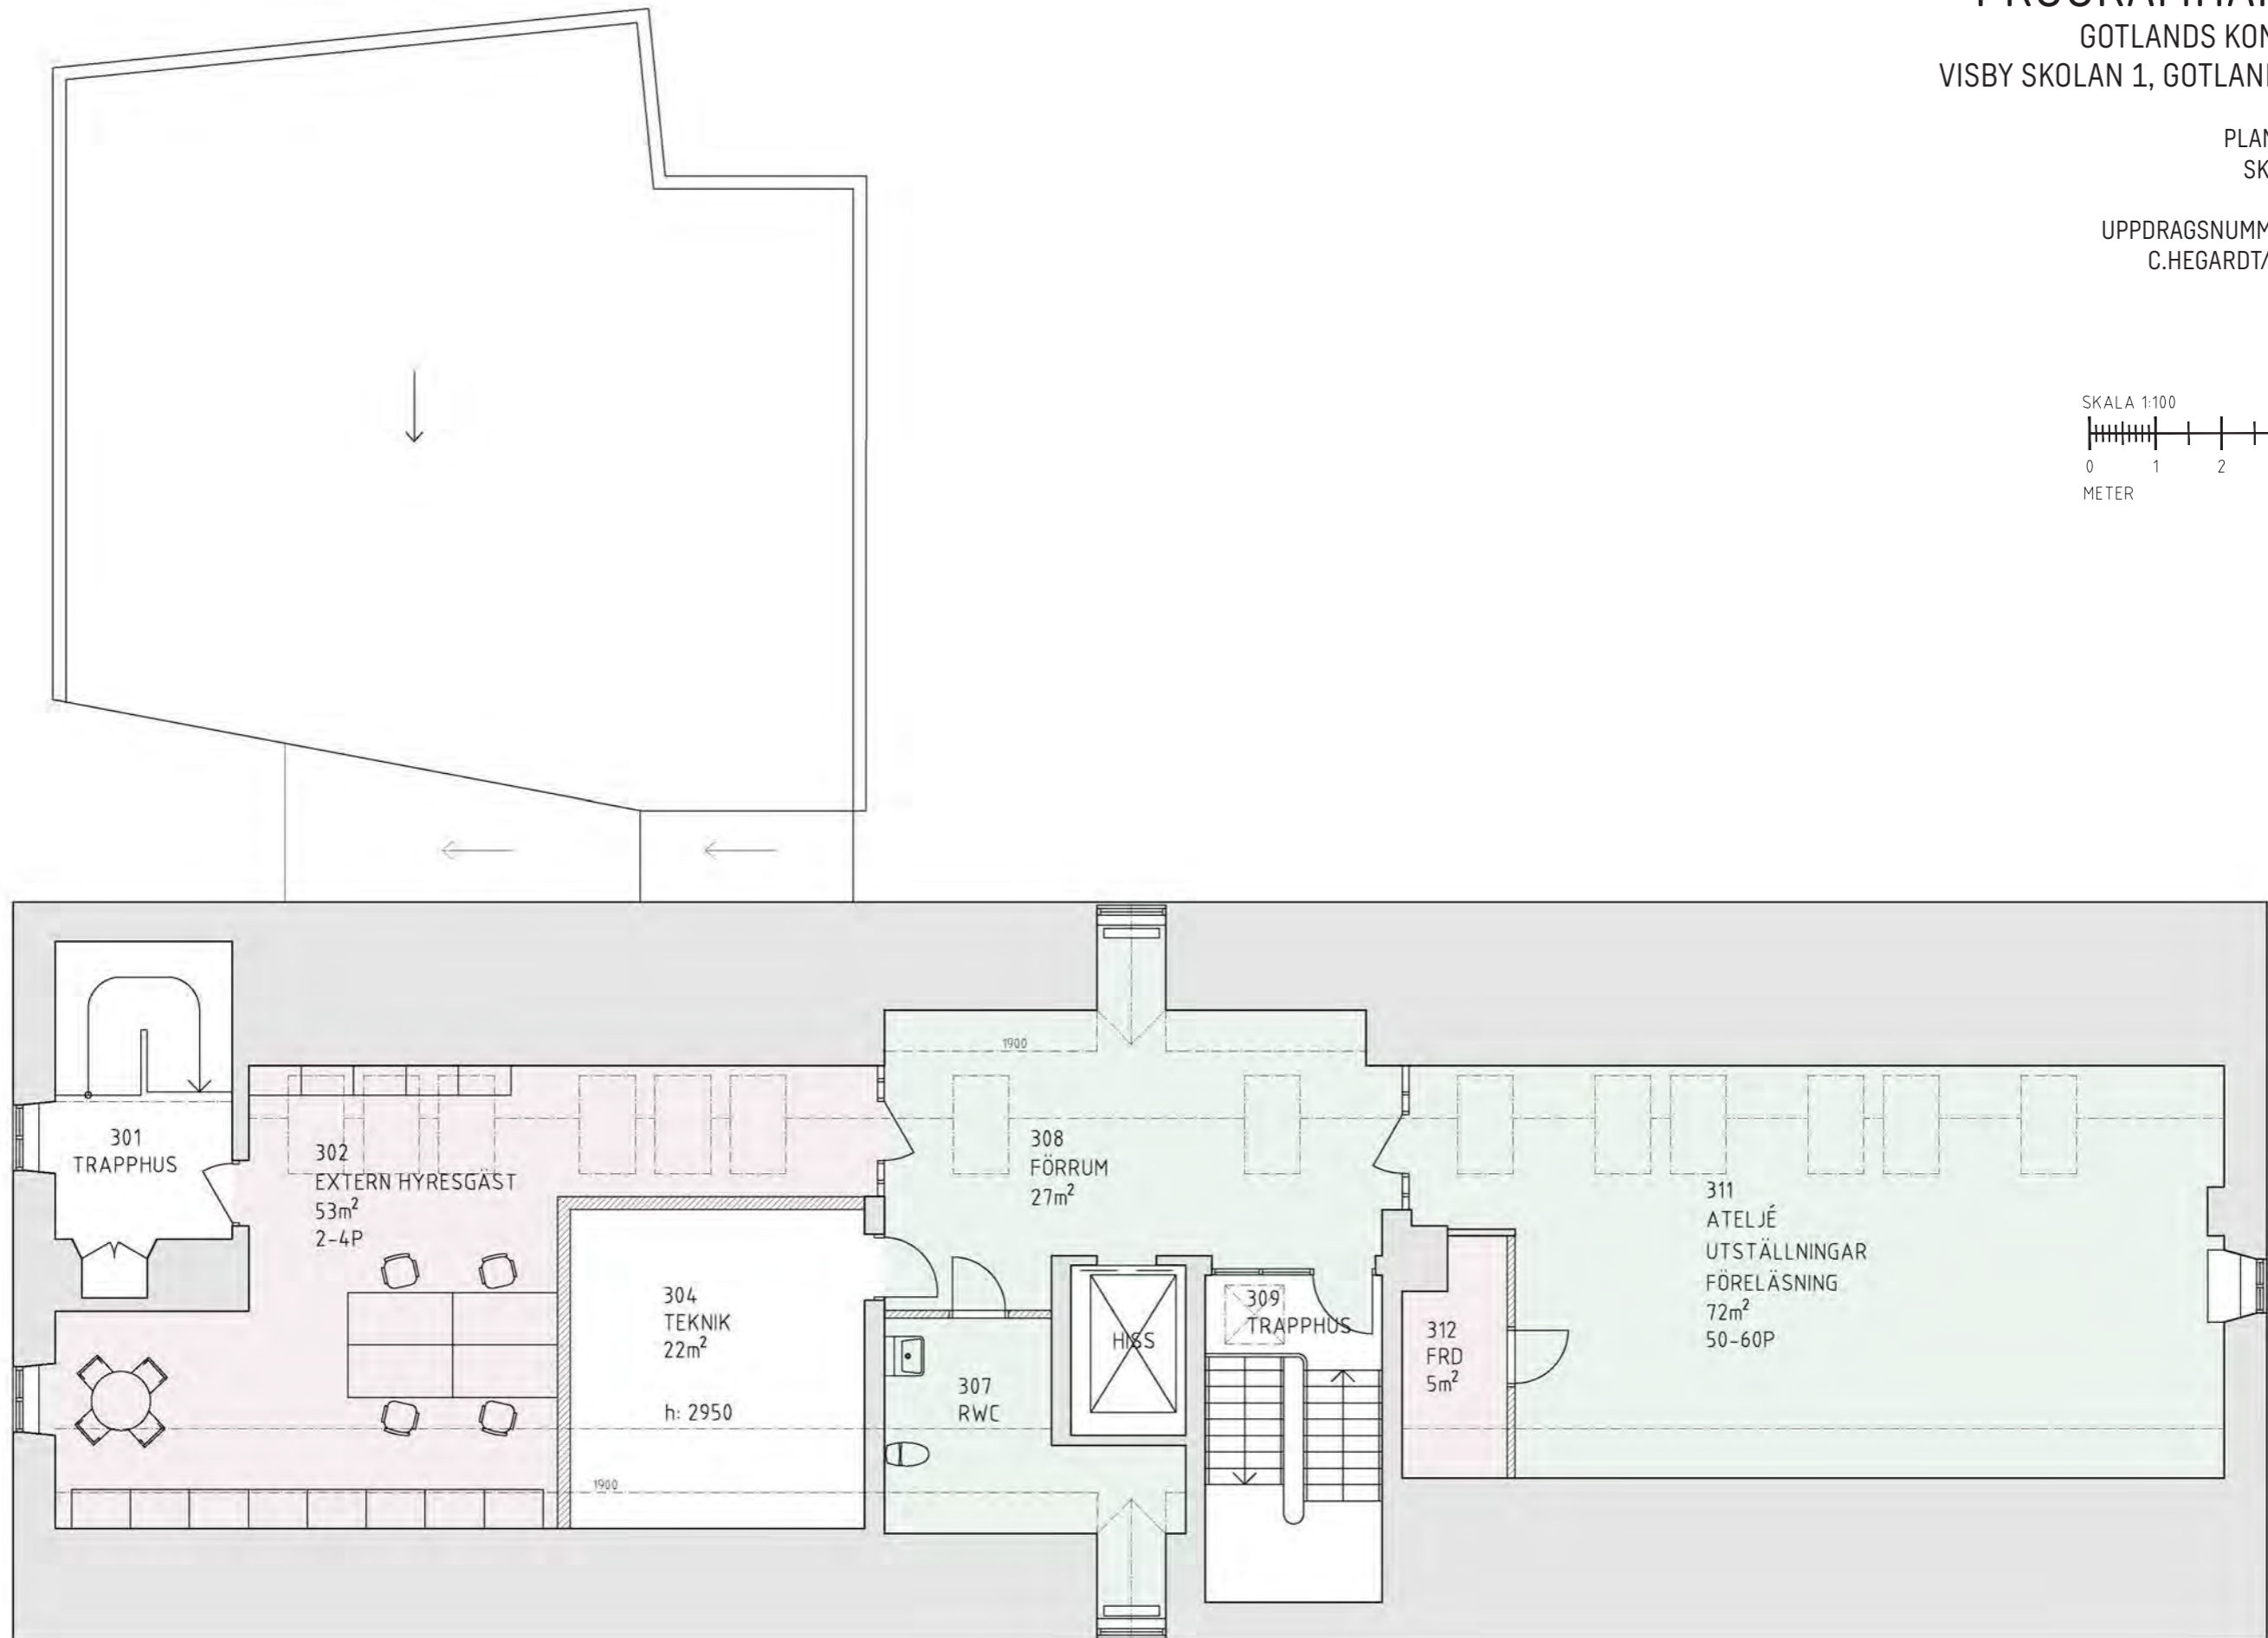 GOTLANDS KON
VISBY SKOLAN 1, GOTLAN
PLAN
SK
UPPDRAGSNUMM
C.HEGARDT/
SKALA 1:100
0 1 2
METER
1900
301
TRAPPHUS
302
EXTERN HYRESGÄST
53m²
2-4P
308
FÖRRUM
27m²
311
ATELJÉ
UTSTÄLLNINGAR
FÖRELÄSNING
72m²
50-60P
304
TEKNIK
22m²
h: 2950
309
TRAPPHUS
HISS
312
FRD
5m²
307
RWC
1900